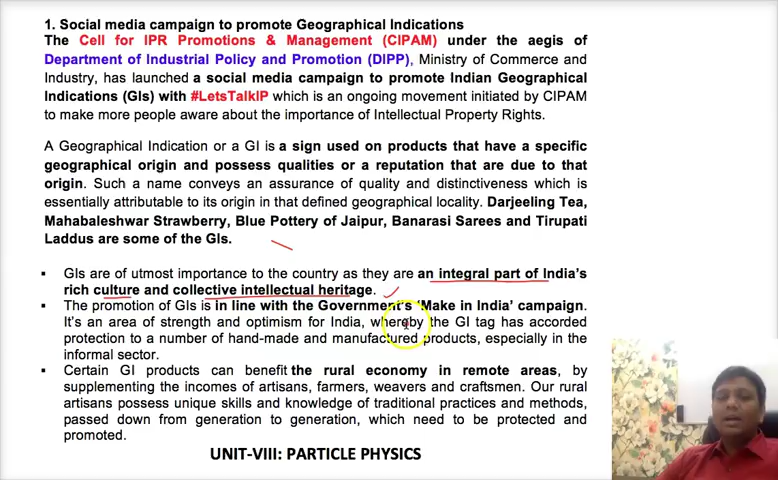 1. Social media campaign to promote Geographical Indications
The Cell for IPR Promotions & Management (CIPAM) under the aegis of
Department of Industrial Policy and Promotion (DIPP), Ministry of Commerce and
Industry, has launched a social media campaign to promote Indian Geographical
Indications (GIs) with #LetsTalkIP which is an ongoing movement initiated by CIPAM
to make more people aware about the importance of Intellectual Property Rights.
A Geographical Indication or a GI is a sign used on products that have a specific
geographical origin and possess qualities or a reputation that are due to that
origin. Such a name conveys an assurance of quality and distinctiveness which is
essentially attributable to its origin in that defined geographical locality. Darjeeling Tea,
Mahabaleshwar Strawberry, Blue Pottery of Jaipur, Banarasi Sarees and Tirupati
Laddus are some of the GIs.
▪ GIs are of utmost importance to the country as they are an integral part of India's
rich culture and collective intellectual heritage.
▪ The promotion of GIs is in line with the Government's 'Make in India' campaign.
It's an area of strength and optimism for India, whereby the GI tag has accorded
protection to a number of hand-made and manufactured products, especially in the
informal sector.
▪ Certain GI products can benefit the rural economy in remote areas, by
supplementing the incomes of artisans, farmers, weavers and craftsmen. Our rural
artisans possess unique skills and knowledge of traditional practices and methods,
passed down from generation to generation, which need to be protected and
promoted.
UNIT-VIII: PARTICLE PHYSICS